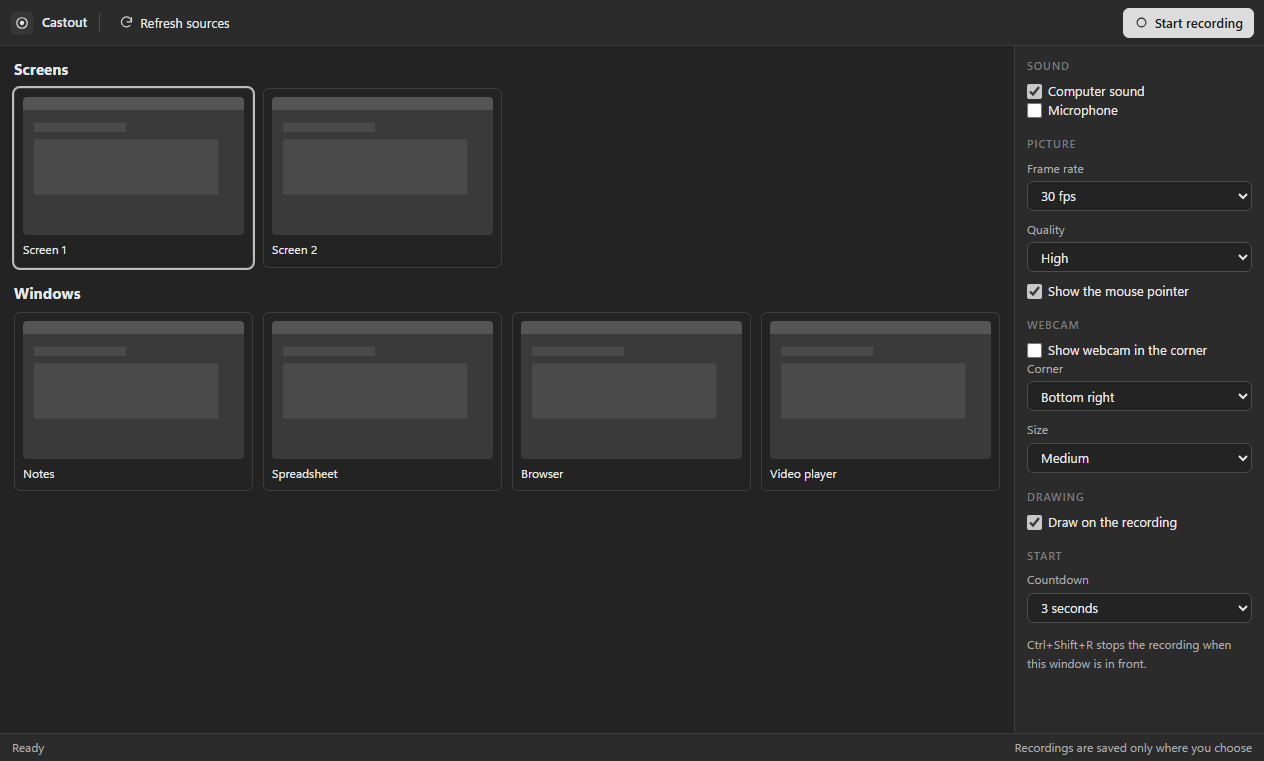 Castout
Refresh sources
Start recording
Screens
Screen 1
Screen 2
Windows
Notes
Spreadsheet
Browser
Video player
SOUND
Computer sound
Microphone
PICTURE
Frame rate
30 fps
Quality
High
Show the mouse pointer
WEBCAM
Show webcam in the corner
Corner
Bottom right
Size
Medium
DRAWING
Draw on the recording
START
Countdown
3 seconds
Ctrl+Shift+R stops the recording when
this window is in front.
Ready
Recordings are saved only where you choose